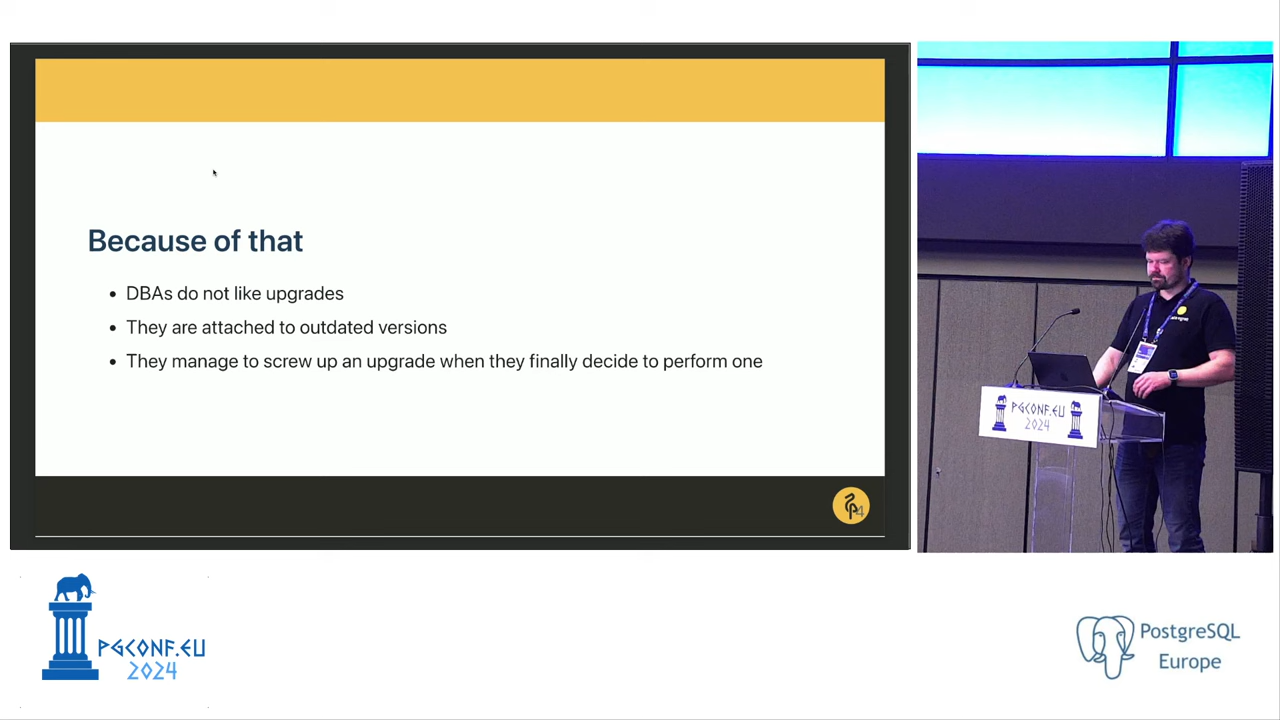 Because of that
• DBAs do not like upgrades
• They are attached to outdated versions
• They manage to screw up an upgrade when they finally decide to perform one
4
PGCONF.EU
2024
PGCONF.EU
2024
PostgreSQL
Europe